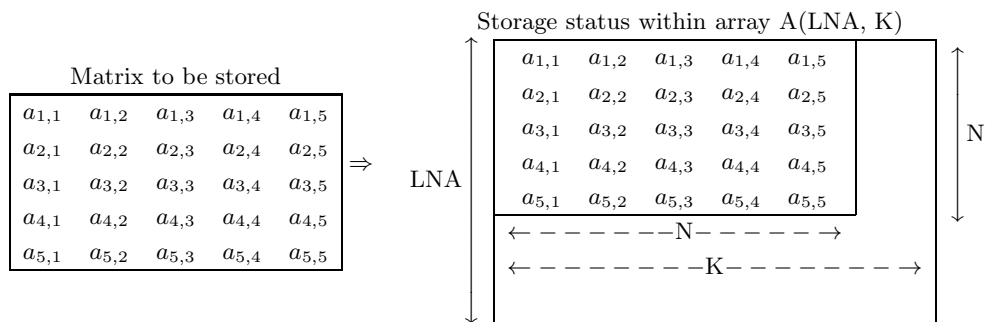 Matrix to be stored
a1,1 a1,2 a1,3 a1,4 a1,5
a2,1 a2,2 a2,3 a2,4 a2,5
a3,1 a3,2 a3,3 a3,4 a3,5
a4,1 a4,2 a4,3 a4,4 a4,5
a5,1 a5,2 a5,3 a5,4 a5,5
⇒
Storage status within array A(LNA, K)
a1,1 a1,2 a1,3 a1,4 a1,5
a2,1 a2,2 a2,3 a2,4 a2,5
a3,1 a3,2 a3,3 a3,4 a3,5
a4,1 a4,2 a4,3 a4,4 a4,5
a5,1 a5,2 a5,3 a5,4 a5,5
LNA
N
N
K